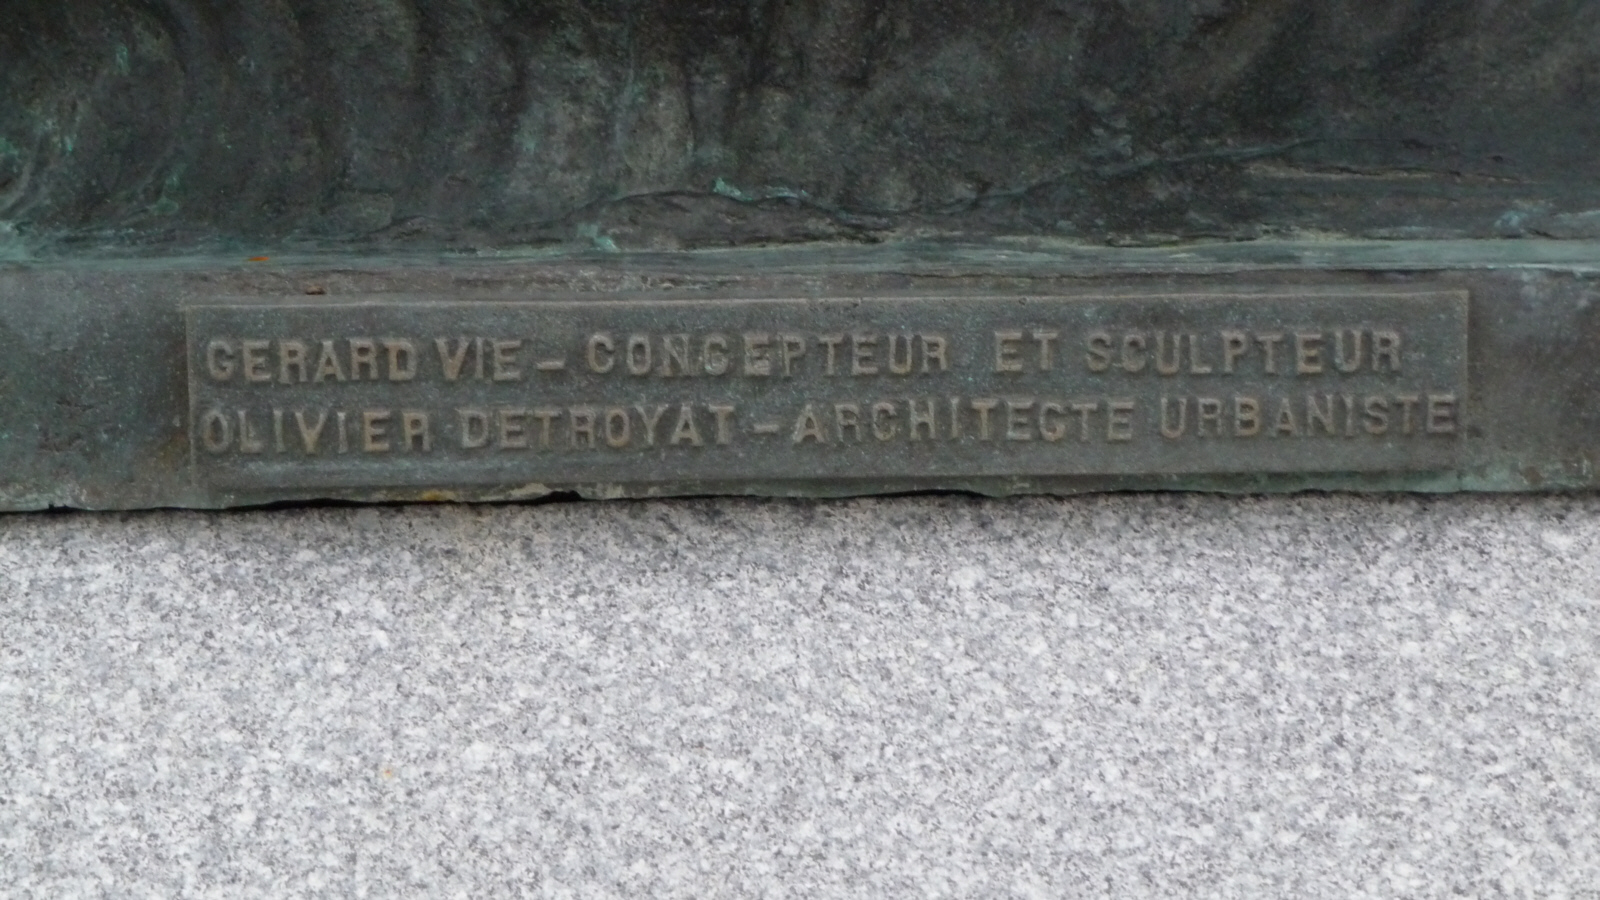 GERARD VIE - CONCEPTEUR ET SCULPTEUR
OLIVIER DETROYAT - ARCHITECTE URBANISTE